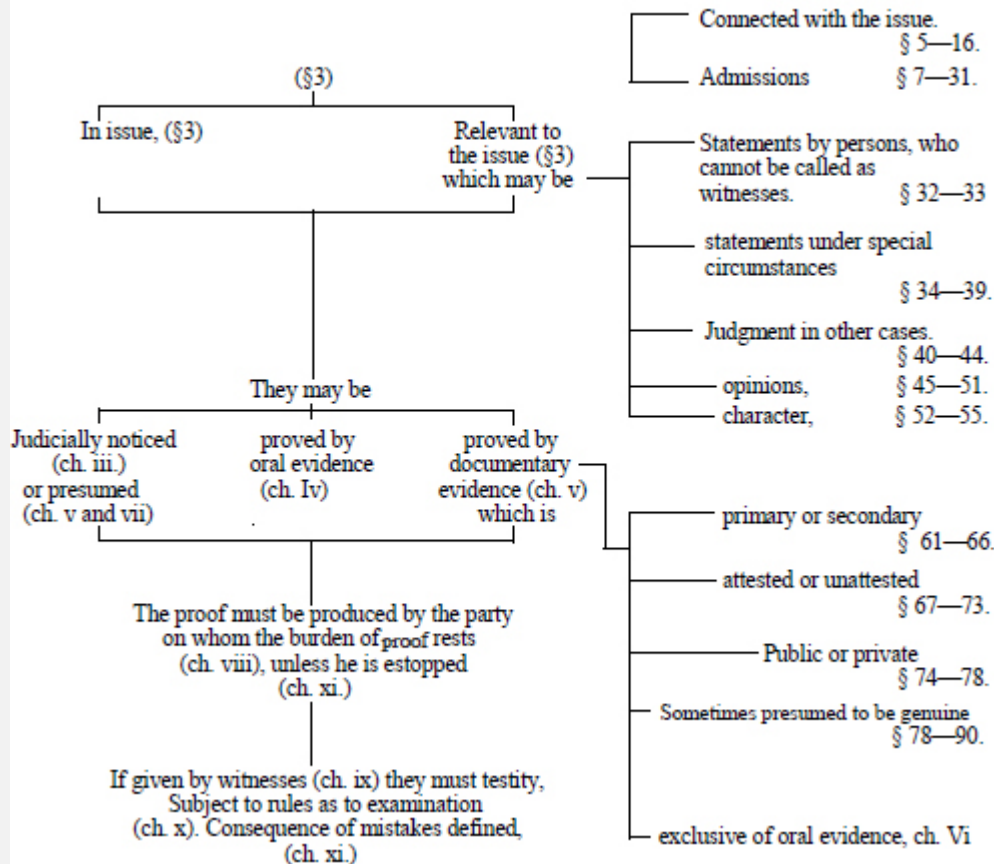 (§3)
In issue, (§3)
Relevant to
the issue (§3)
which may be
Connected with the issue.
§ 5—16.
Admissions § 7—31.
Statements by persons, who
cannot be called as
witnesses. § 32—33
statements under special
circumstances
§ 34—39.
Judgment in other cases.
§ 40—44.
opinions, § 45—51.
character, § 52—55.
They may be
Judicially noticed
(ch. iii.)
or presumed
(ch. v and vii)
proved by
oral evidence
(ch. Iv)
proved by
documentary
evidence (ch. v)
which is
primary or secondary
§ 61—66.
attested or unattested
§ 67—73.
Public or private
§ 74—78.
Sometimes presumed to be genuine
§ 78—90.
exclusive of oral evidence, ch. Vi
The proof must be produced by the party
on whom the burden of proof rests
(ch. viii), unless he is estopped
(ch. xi.)
If given by witnesses (ch. ix) they must testity,
Subject to rules as to examination
(ch. x). Consequence of mistakes defined,
(ch. xi.)